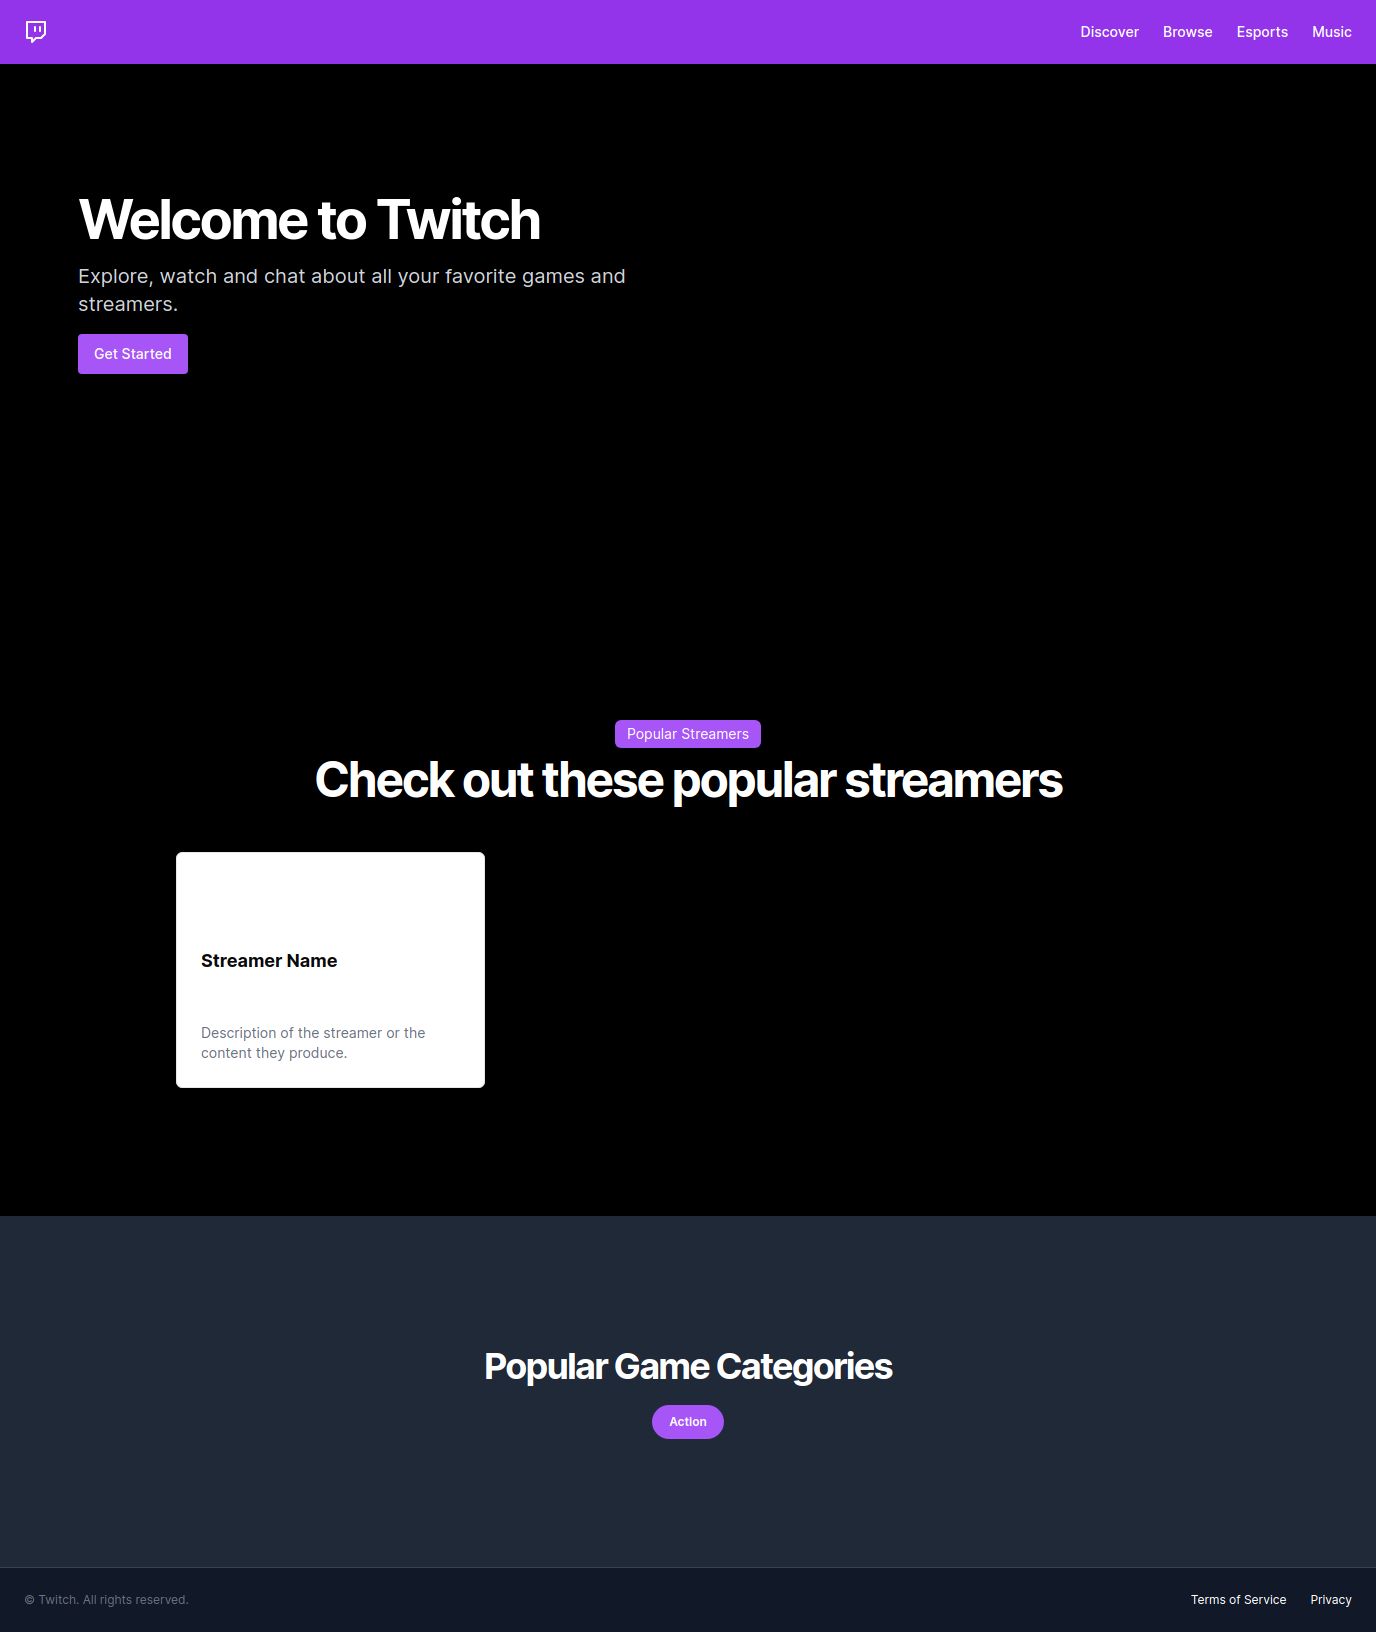 Discover Browse Esports Music
Welcome to Twitch
Explore, watch and chat about all your favorite games and
streamers.
Get Started
Popular Streamers
Check out these popular streamers
Streamer Name
Description of the streamer or the
content they produce.
Popular Game Categories
Action
© Twitch. All rights reserved.
Terms of Service Privacy